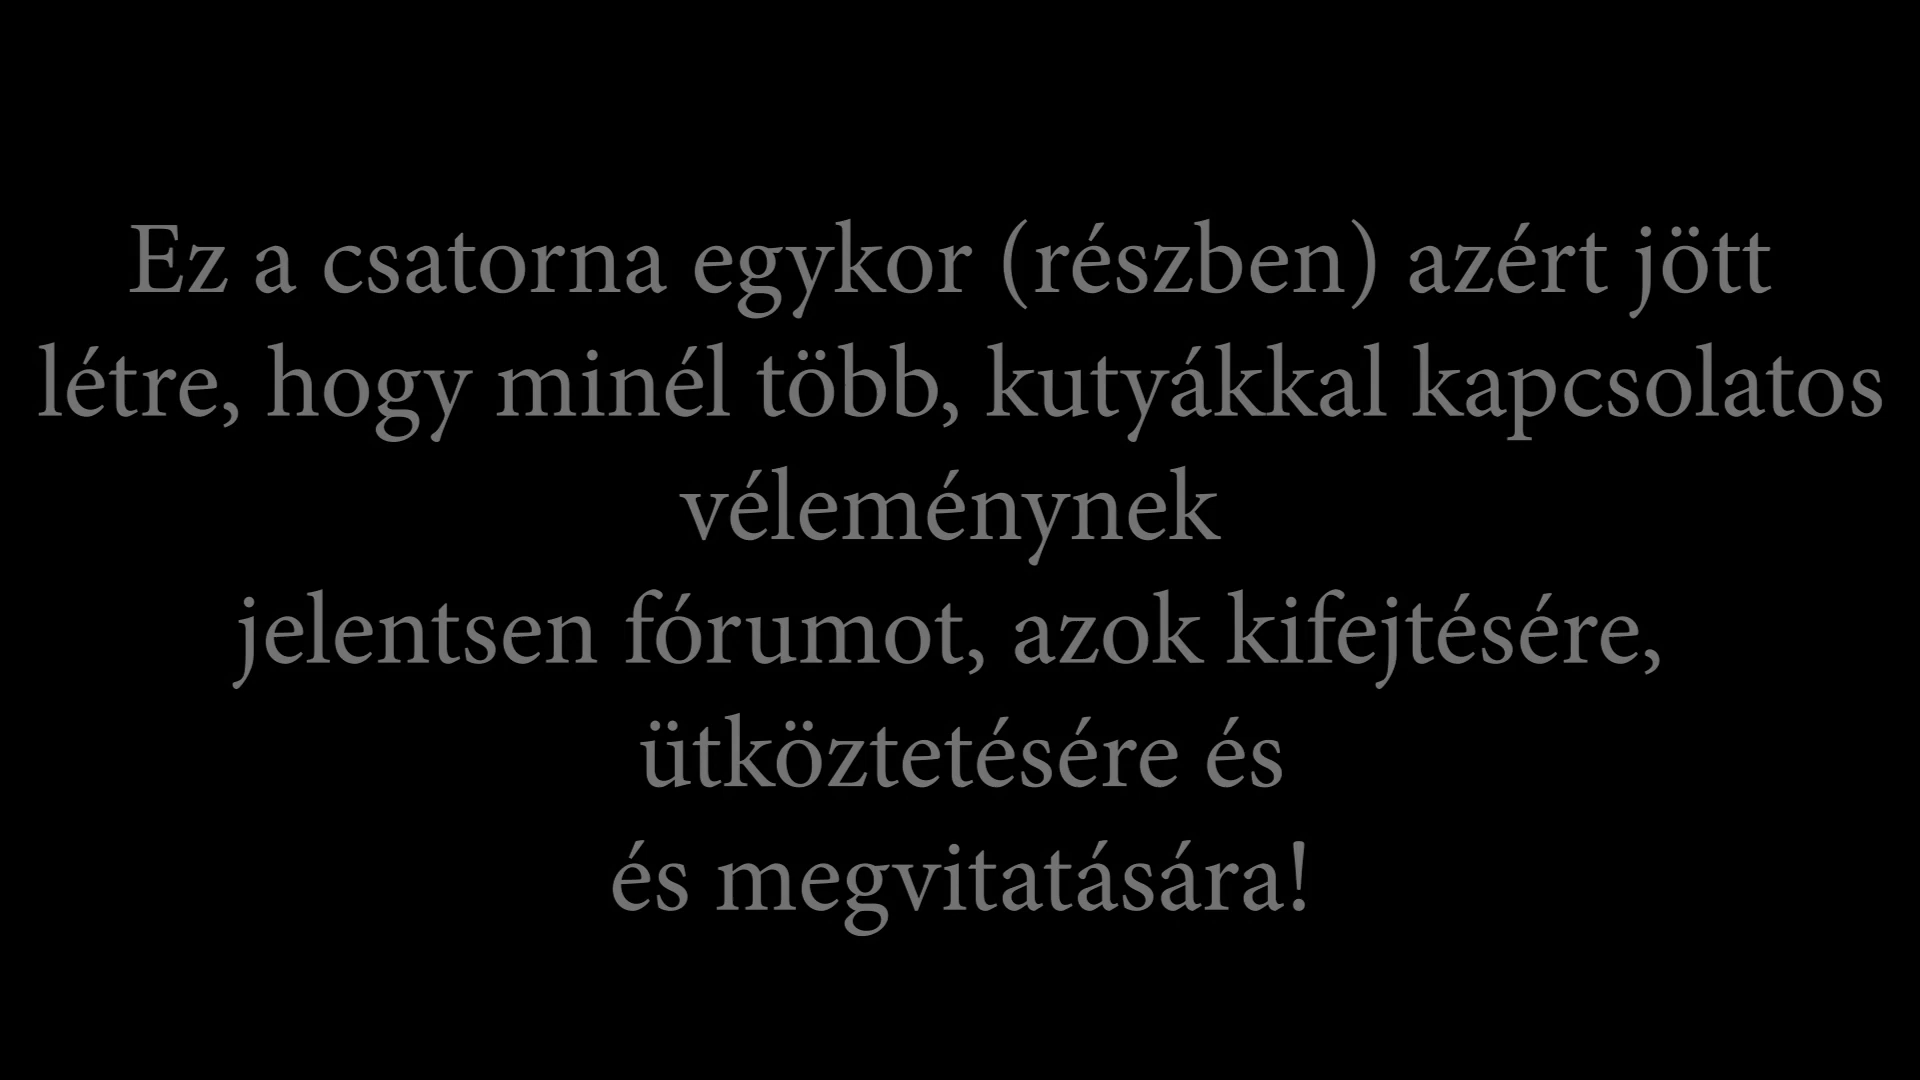 Ez a csatorna egykor (részben) azért jött
létre, hogy minél több, kutyákkal kapcsolatos
véleménynek
jelentsen fórumot, azok kifejtésére,
ütköztetésére és
és megvitatására!